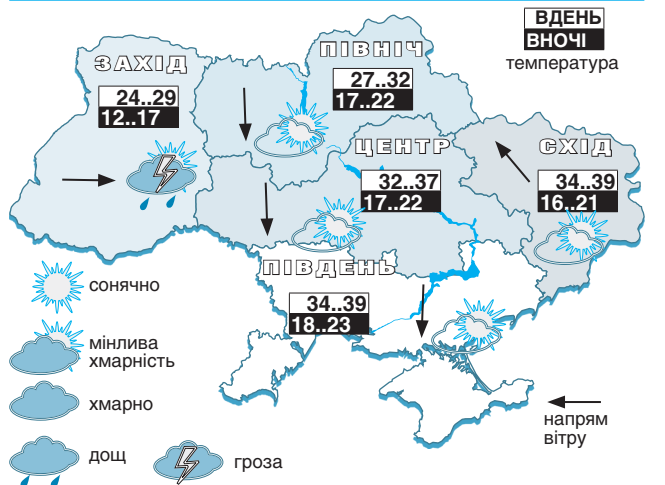 ВДЕНЬ
ВНОЧІ
температура
ПІВНІЧ
27..32
17..22
ЗАХІД
24..29
12..17
ЦЕНТР
32..37
17..22
СХІД
34..39
16..21
ПІВДЕНЬ
34..39
18..23
сонячно
мінлива
хмарність
хмарно
дощ
гроза
напрям
вітру